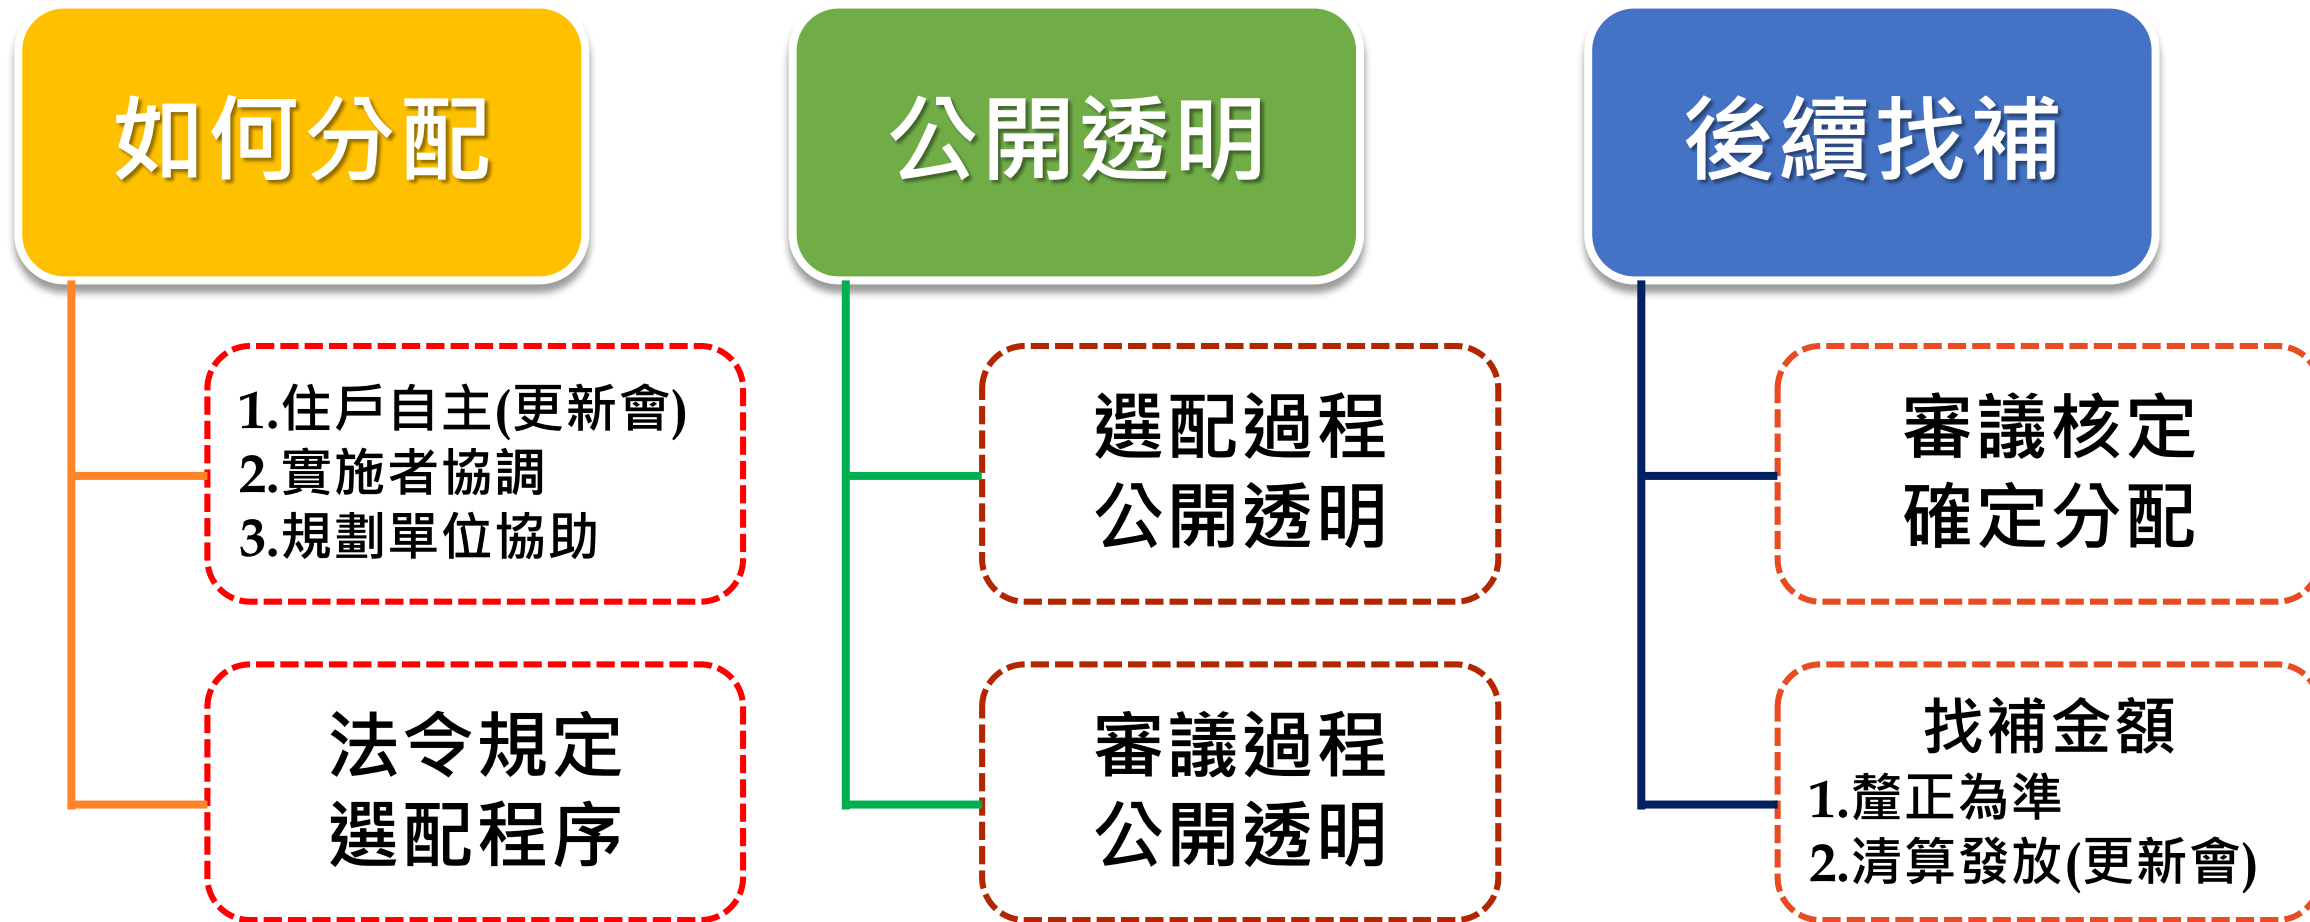 如何分配
1.住戶自主(更新會)
2.實施者協調
3.規劃單位協助
法令規定
選配程序
公開透明
選配過程
公開透明
審議過程
公開透明
後續找補
審議核定
確定分配
找補金額
1.釐正為準
2.清算發放(更新會)